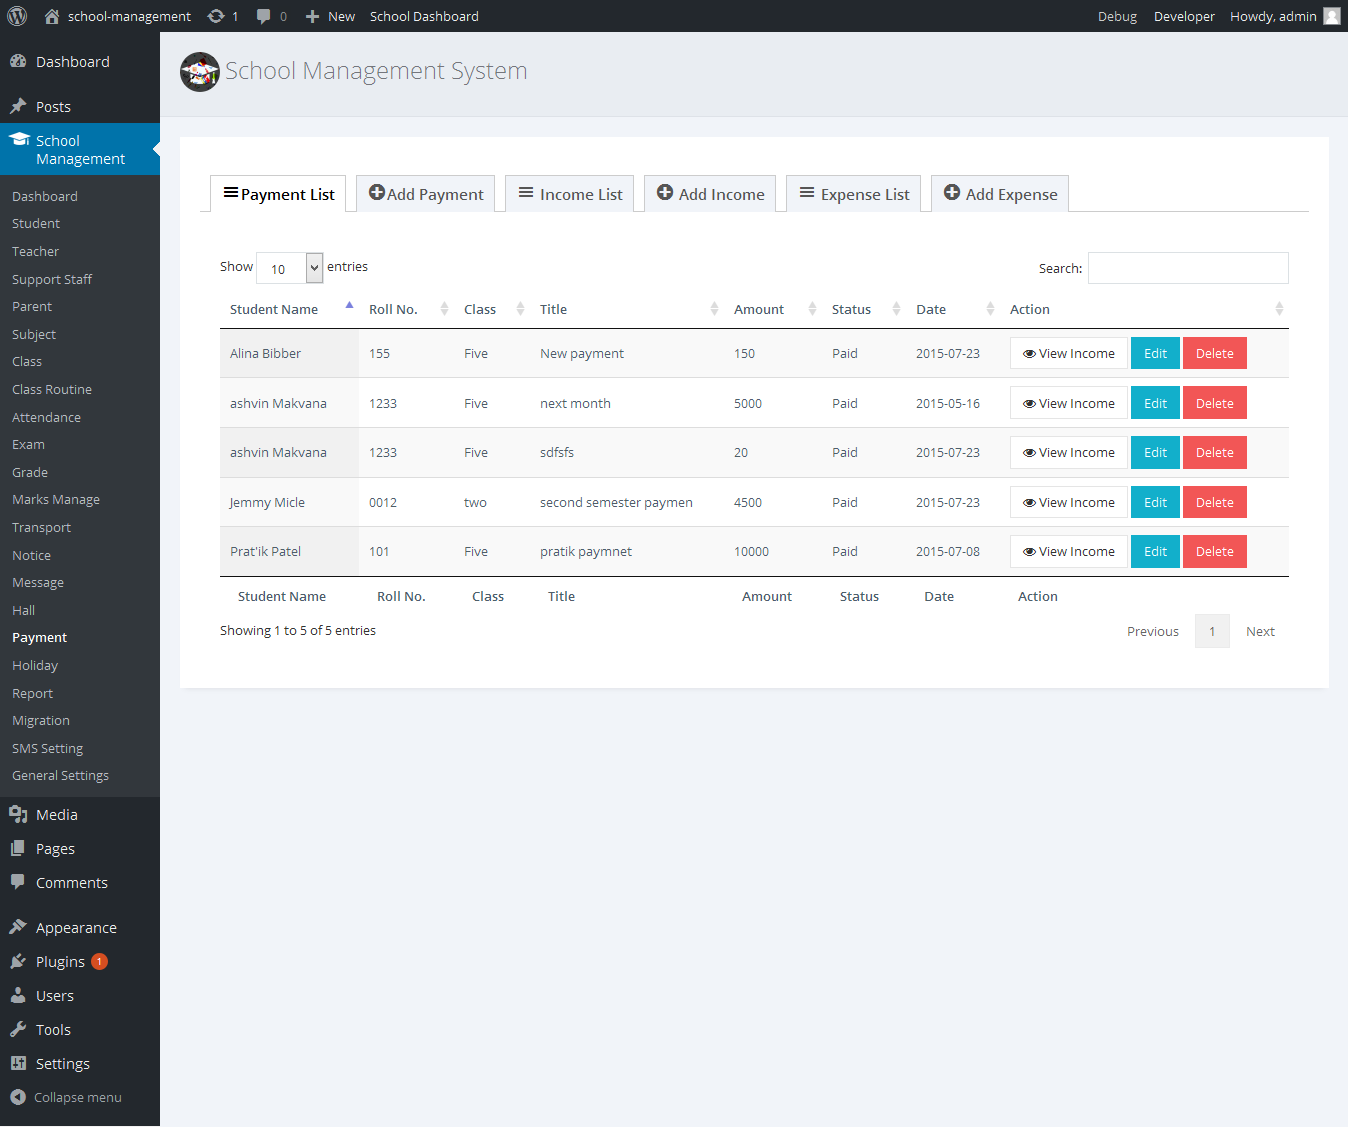 school-management 1 0 New School Dashboard Debug Developer Howdy, admin
Dashboard
Posts
School
Management
Dashboard
Student
Teacher
Support Staff
Parent
Subject
Class
Class Routine
Attendance
Exam
Grade
Marks Manage
Transport
Notice
Message
Hall
Payment
Holiday
Report
Migration
SMS Setting
General Settings
Media
Pages
Comments
Appearance
Plugins 1
Users
Tools
Settings
Collapse menu
School Management System
Payment List Add Payment Income List Add Income Expense List Add Expense
Show 10 entries Search:
Student Name Roll No. Class Title Amount Status Date Action
Alina Bibber 155 Five New payment 150 Paid 2015-07-23 View Income Edit Delete
ashvin Makvana 1233 Five next month 5000 Paid 2015-05-16 View Income Edit Delete
ashvin Makvana 1233 Five sdfsfs 20 Paid 2015-07-23 View Income Edit Delete
Jemmy Micle 0012 two second semester paymen 4500 Paid 2015-07-23 View Income Edit Delete
Prat'ik Patel 101 Five pratik paymnet 10000 Paid 2015-07-08 View Income Edit Delete
Student Name Roll No. Class Title Amount Status Date Action
Showing 1 to 5 of 5 entries Previous 1 Next